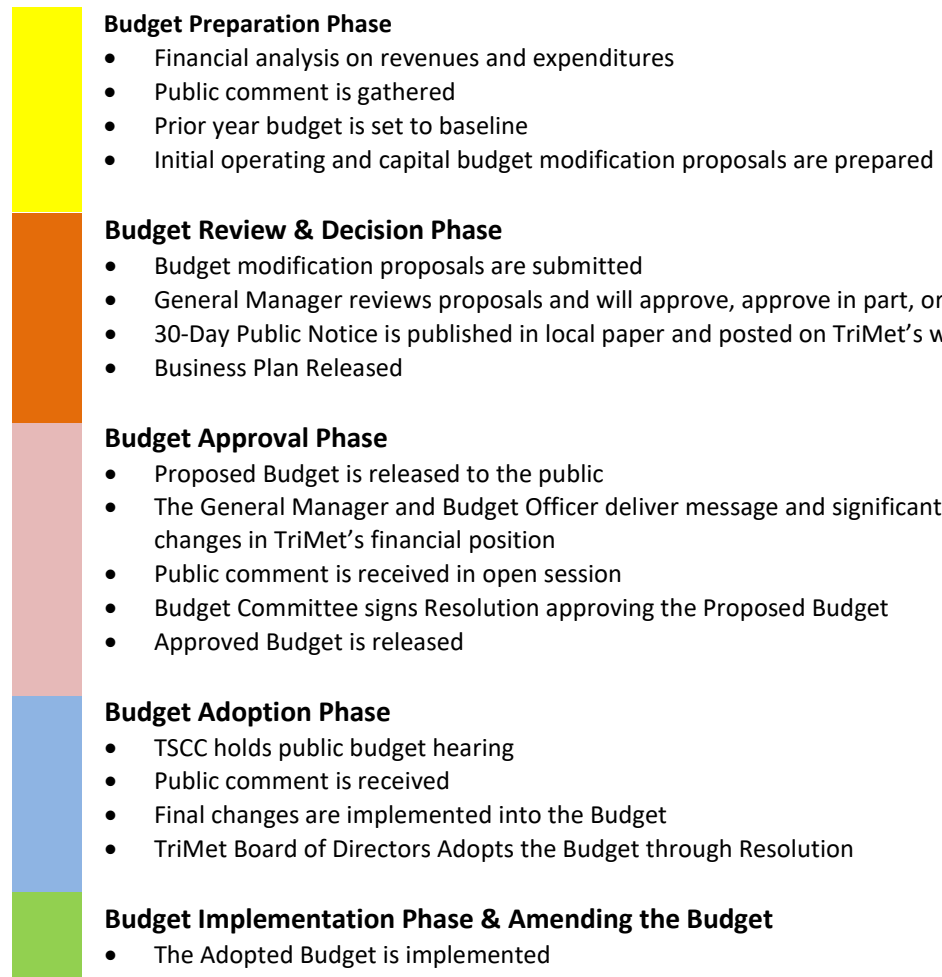 Budget Preparation Phase
• Financial analysis on revenues and expenditures
• Public comment is gathered
• Prior year budget is set to baseline
• Initial operating and capital budget modification proposals are prepared
Budget Review & Decision Phase
• Budget modification proposals are submitted
• General Manager reviews proposals and will approve, approve in part, or
• 30-Day Public Notice is published in local paper and posted on TriMet’s
• Business Plan Released
Budget Approval Phase
• Proposed Budget is released to the public
• The General Manager and Budget Officer deliver message and significant
changes in TriMet’s financial position
• Public comment is received in open session
• Budget Committee signs Resolution approving the Proposed Budget
• Approved Budget is released
Budget Adoption Phase
• TSCC holds public budget hearing
• Public comment is received
• Final changes are implemented into the Budget
• TriMet Board of Directors Adopts the Budget through Resolution
Budget Implementation Phase & Amending the Budget
• The Adopted Budget is implemented